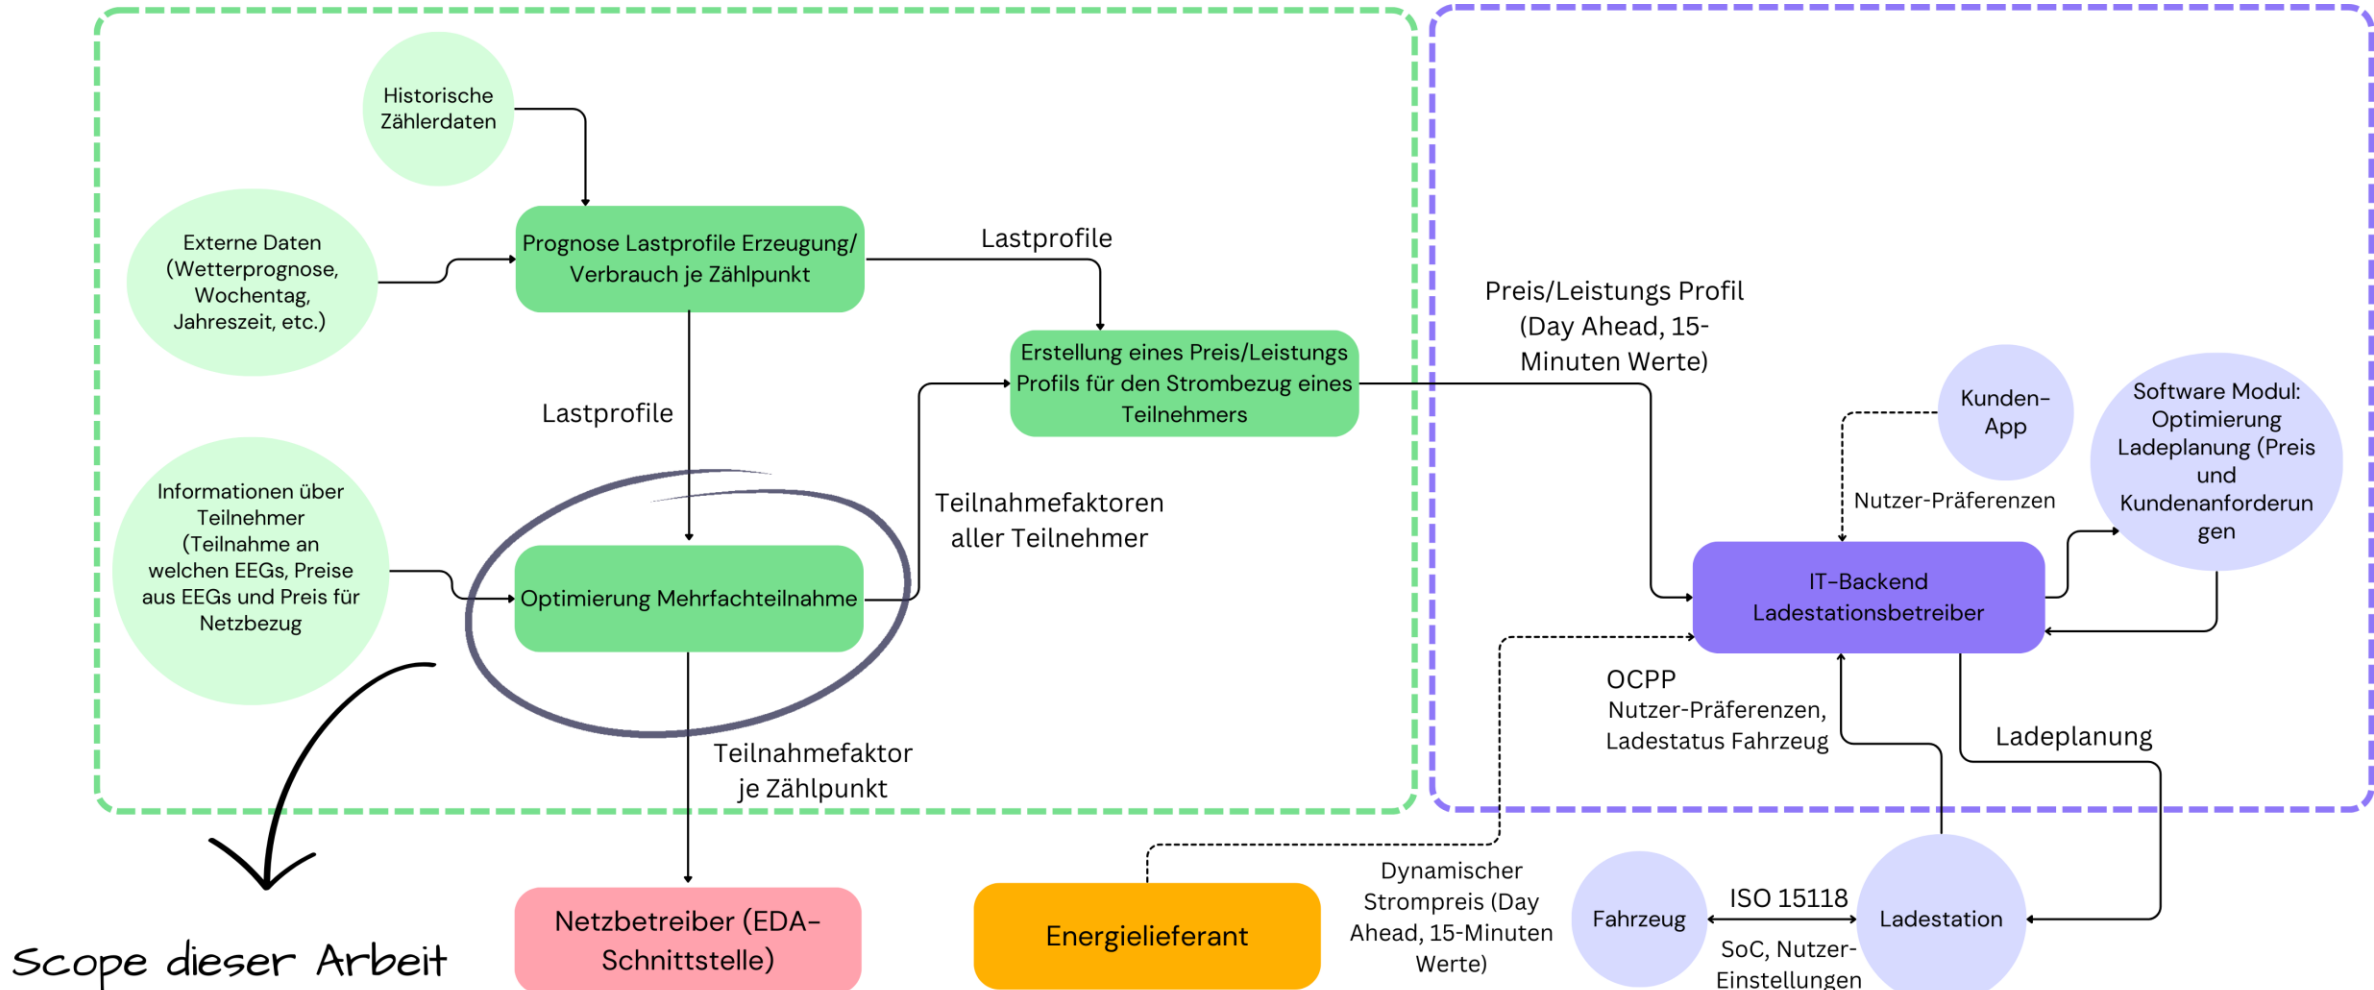 Historische
Zählerdaten
Externe Daten
(Wetterprognose,
Wochentag,
Jahreszeit, etc.)
Prognose Lastprofile Erzeugung/
Verbrauch je Zählpunkt
Lastprofile
Lastprofile
Erstellung eines Preis/Leistungs
Profils für den Strombezug eines
Teilnehmers
Informationen über
Teilnehmer
(Teilnahme an
welchen EEGs, Preise
aus EEGs und Preis für
Netzbezug
Optimierung Mehrfachteilnahme
Teilnahmefaktoren
aller Teilnehmer
Teilnahmefaktor
je Zählpunkt
Scope dieser Arbeit
Netzbetreiber (EDA-
Schnittstelle)
Energielieferant
Preis/Leistungs Profil
(Day Ahead, 15-
Minuten Werte)
Kunden-
App
Nutzer-Präferenzen
Software Modul:
Optimierung
Ladeplanung (Preis
und
Kundenanforderun
gen
IT-Backend
Ladestationsbetreiber
OCPP
Nutzer-Präferenzen,
Ladestatus Fahrzeug
Ladeplanung
Dynamischer
Strompreis (Day
Ahead, 15-Minuten
Werte)
Fahrzeug
ISO 15118
SoC, Nutzer-
Einstellungen
Ladestation